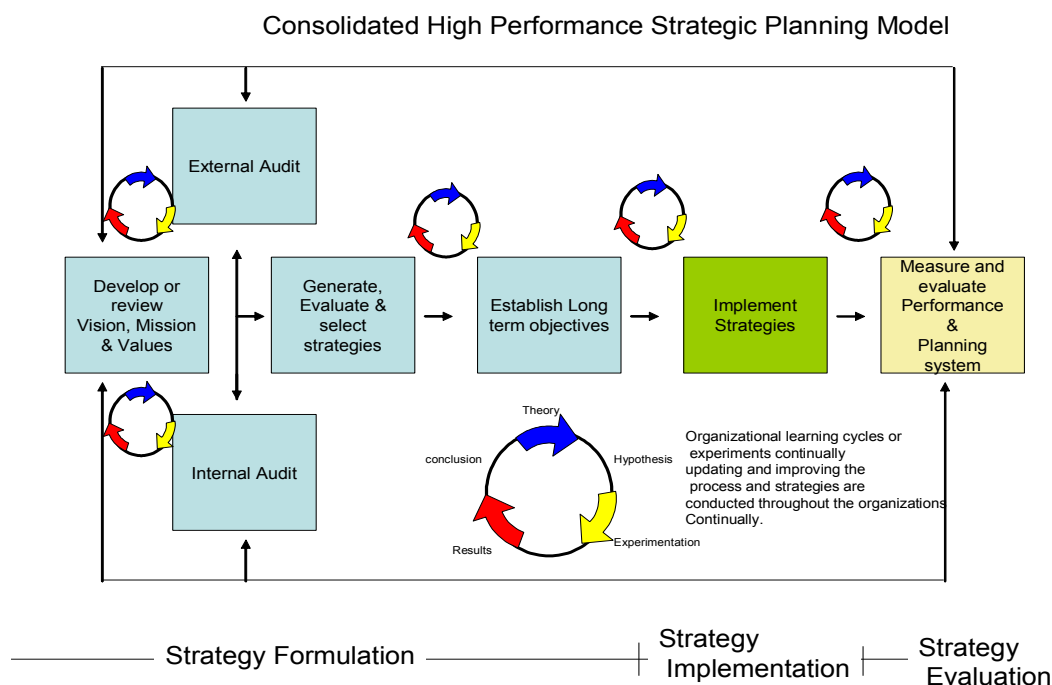 Consolidated High Performance Strategic Planning Model
External Audit
Develop or
review
Vision, Mission
& Values
Generate,
Evaluate &
select
strategies
Establish Long
term objectives
Implement
Strategies
Measure and
evaluate
Performance
&
Planning
system
Internal Audit
Theory
Hypothesis
conclusion
Results
Experimentation
Organizational learning cycles or
experiments continually
updating and improving the
process and strategies are
conducted throughout the organizations
Continually.
Strategy Formulation
Strategy
Implementation
Strategy
Evaluation